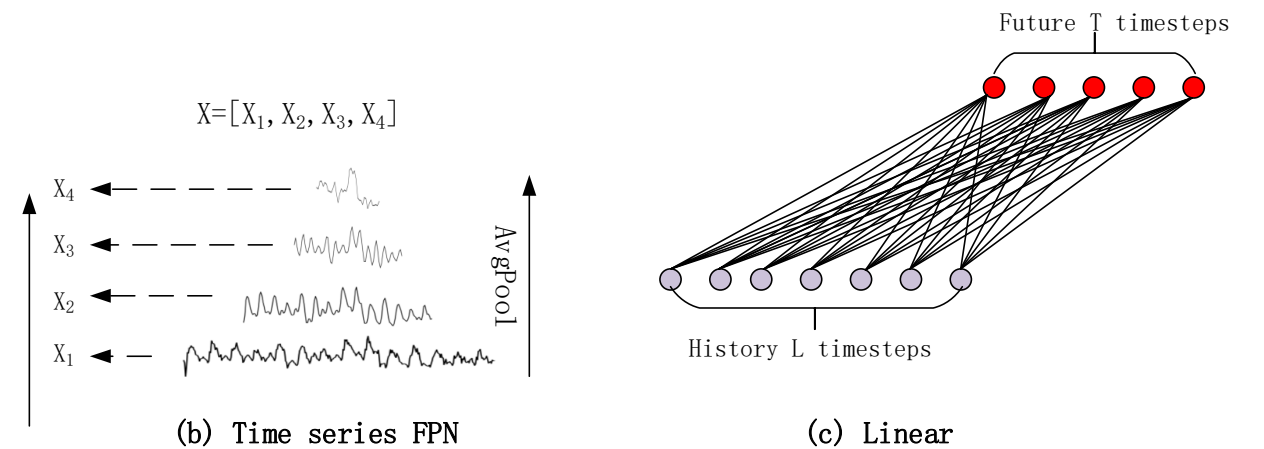 X=[X₁, X₂, X₃, X₄]
X₄
X₃
X₂
X₁
AvgPool
(b) Time series FPN
Future T timesteps
History L timesteps
(c) Linear